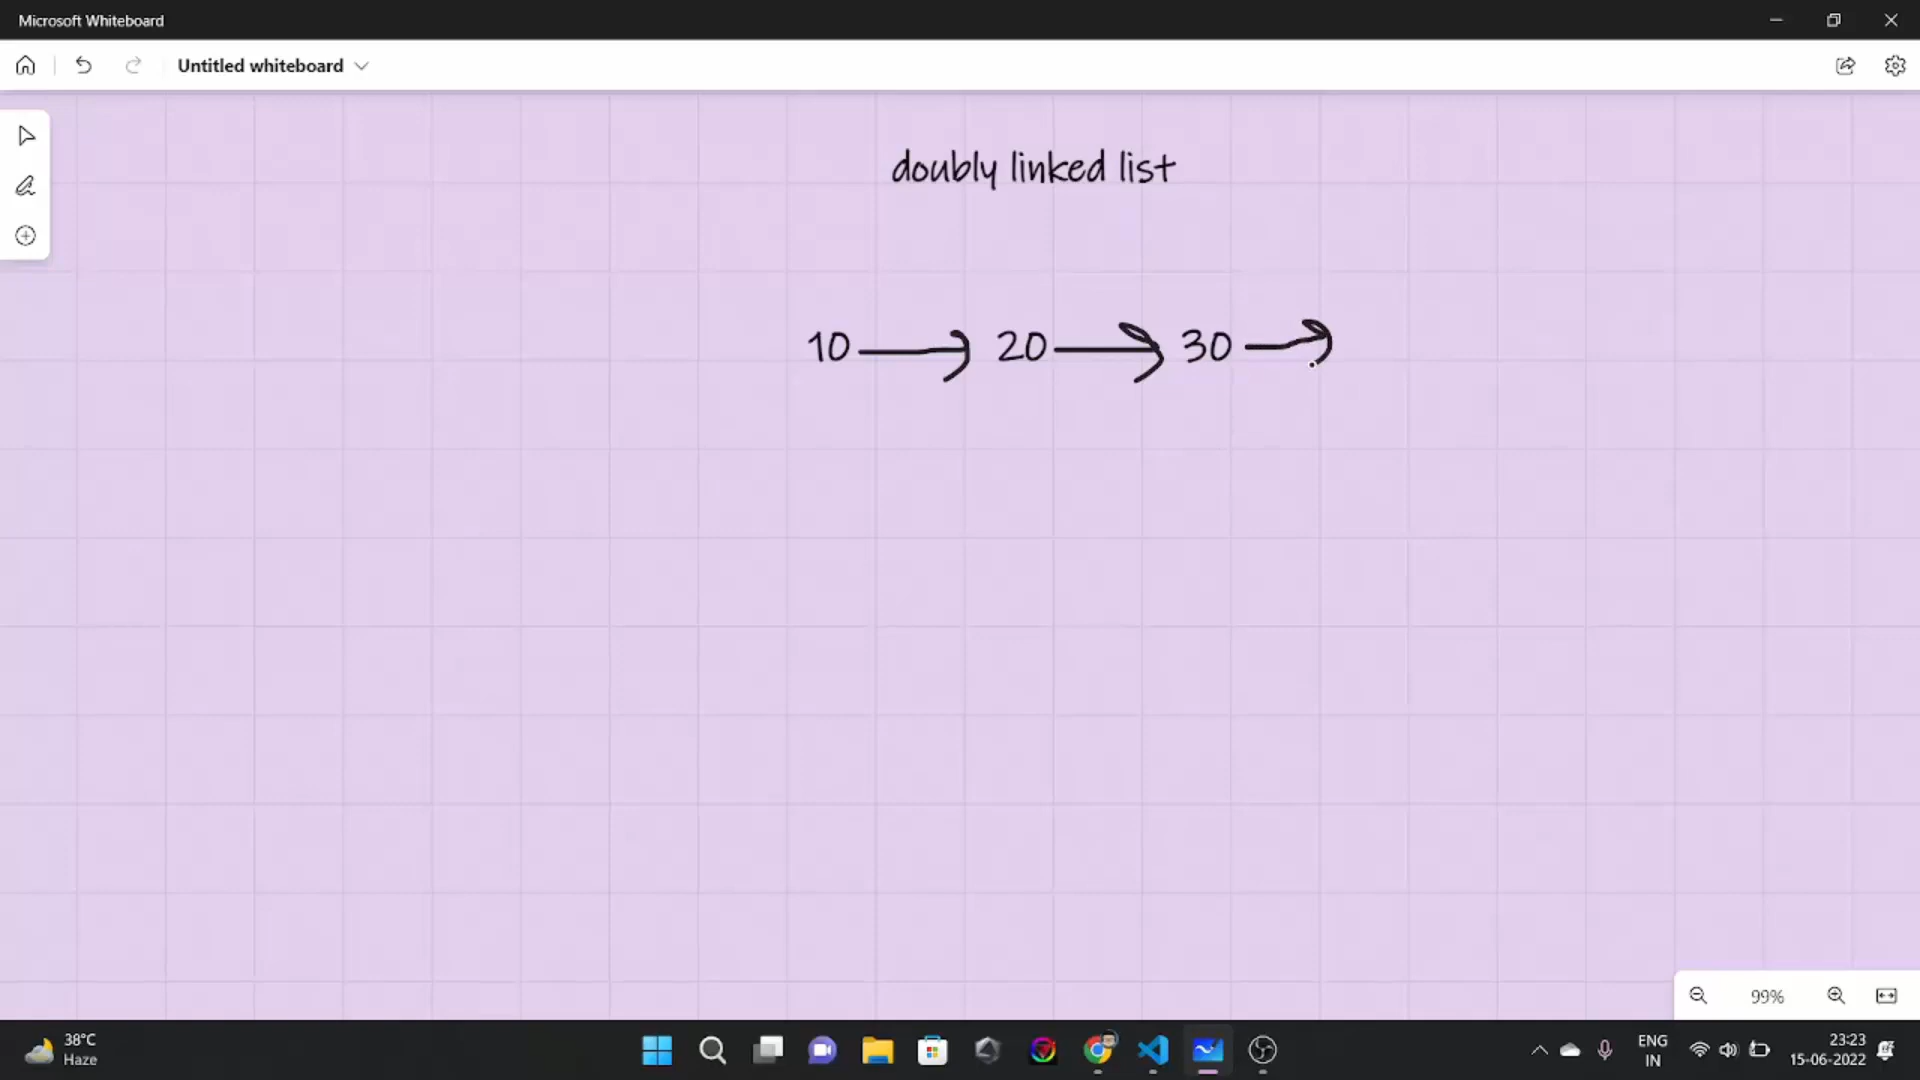 Microsoft Whiteboard
Untitled whiteboard
doubly linked list
10 20 30
99%
38°C
Haze
ENG
IN
23:23
15-06-2022